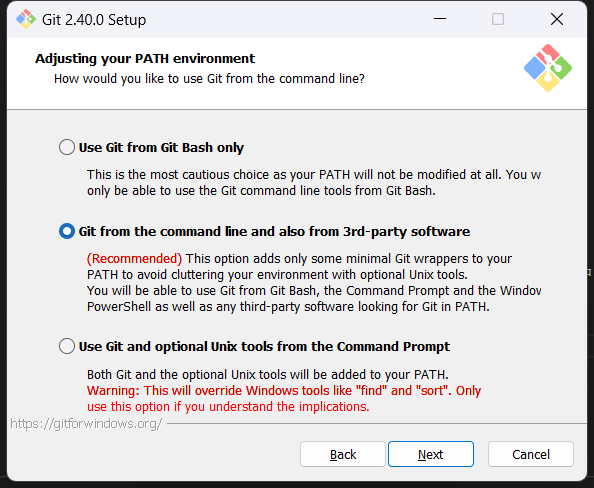 Git 2.40.0 Setup
Adjusting your PATH environment
How would you like to use Git from the command line?
Use Git from Git Bash only
This is the most cautious choice as your PATH will not be modified at all. You w
only be able to use the Git command line tools from Git Bash.
Git from the command line and also from 3rd-party software
(Recommended) This option adds only some minimal Git wrappers to your
PATH to avoid cluttering your environment with optional Unix tools.
You will be able to use Git from Git Bash, the Command Prompt and the Window
PowerShell as well as any third-party software looking for Git in PATH.
Use Git and optional Unix tools from the Command Prompt
Both Git and the optional Unix tools will be added to your PATH.
Warning: This will override Windows tools like "find" and "sort". Only
use this option if you understand the implications.
https://gitforwindows.org/
Back
Next
Cancel